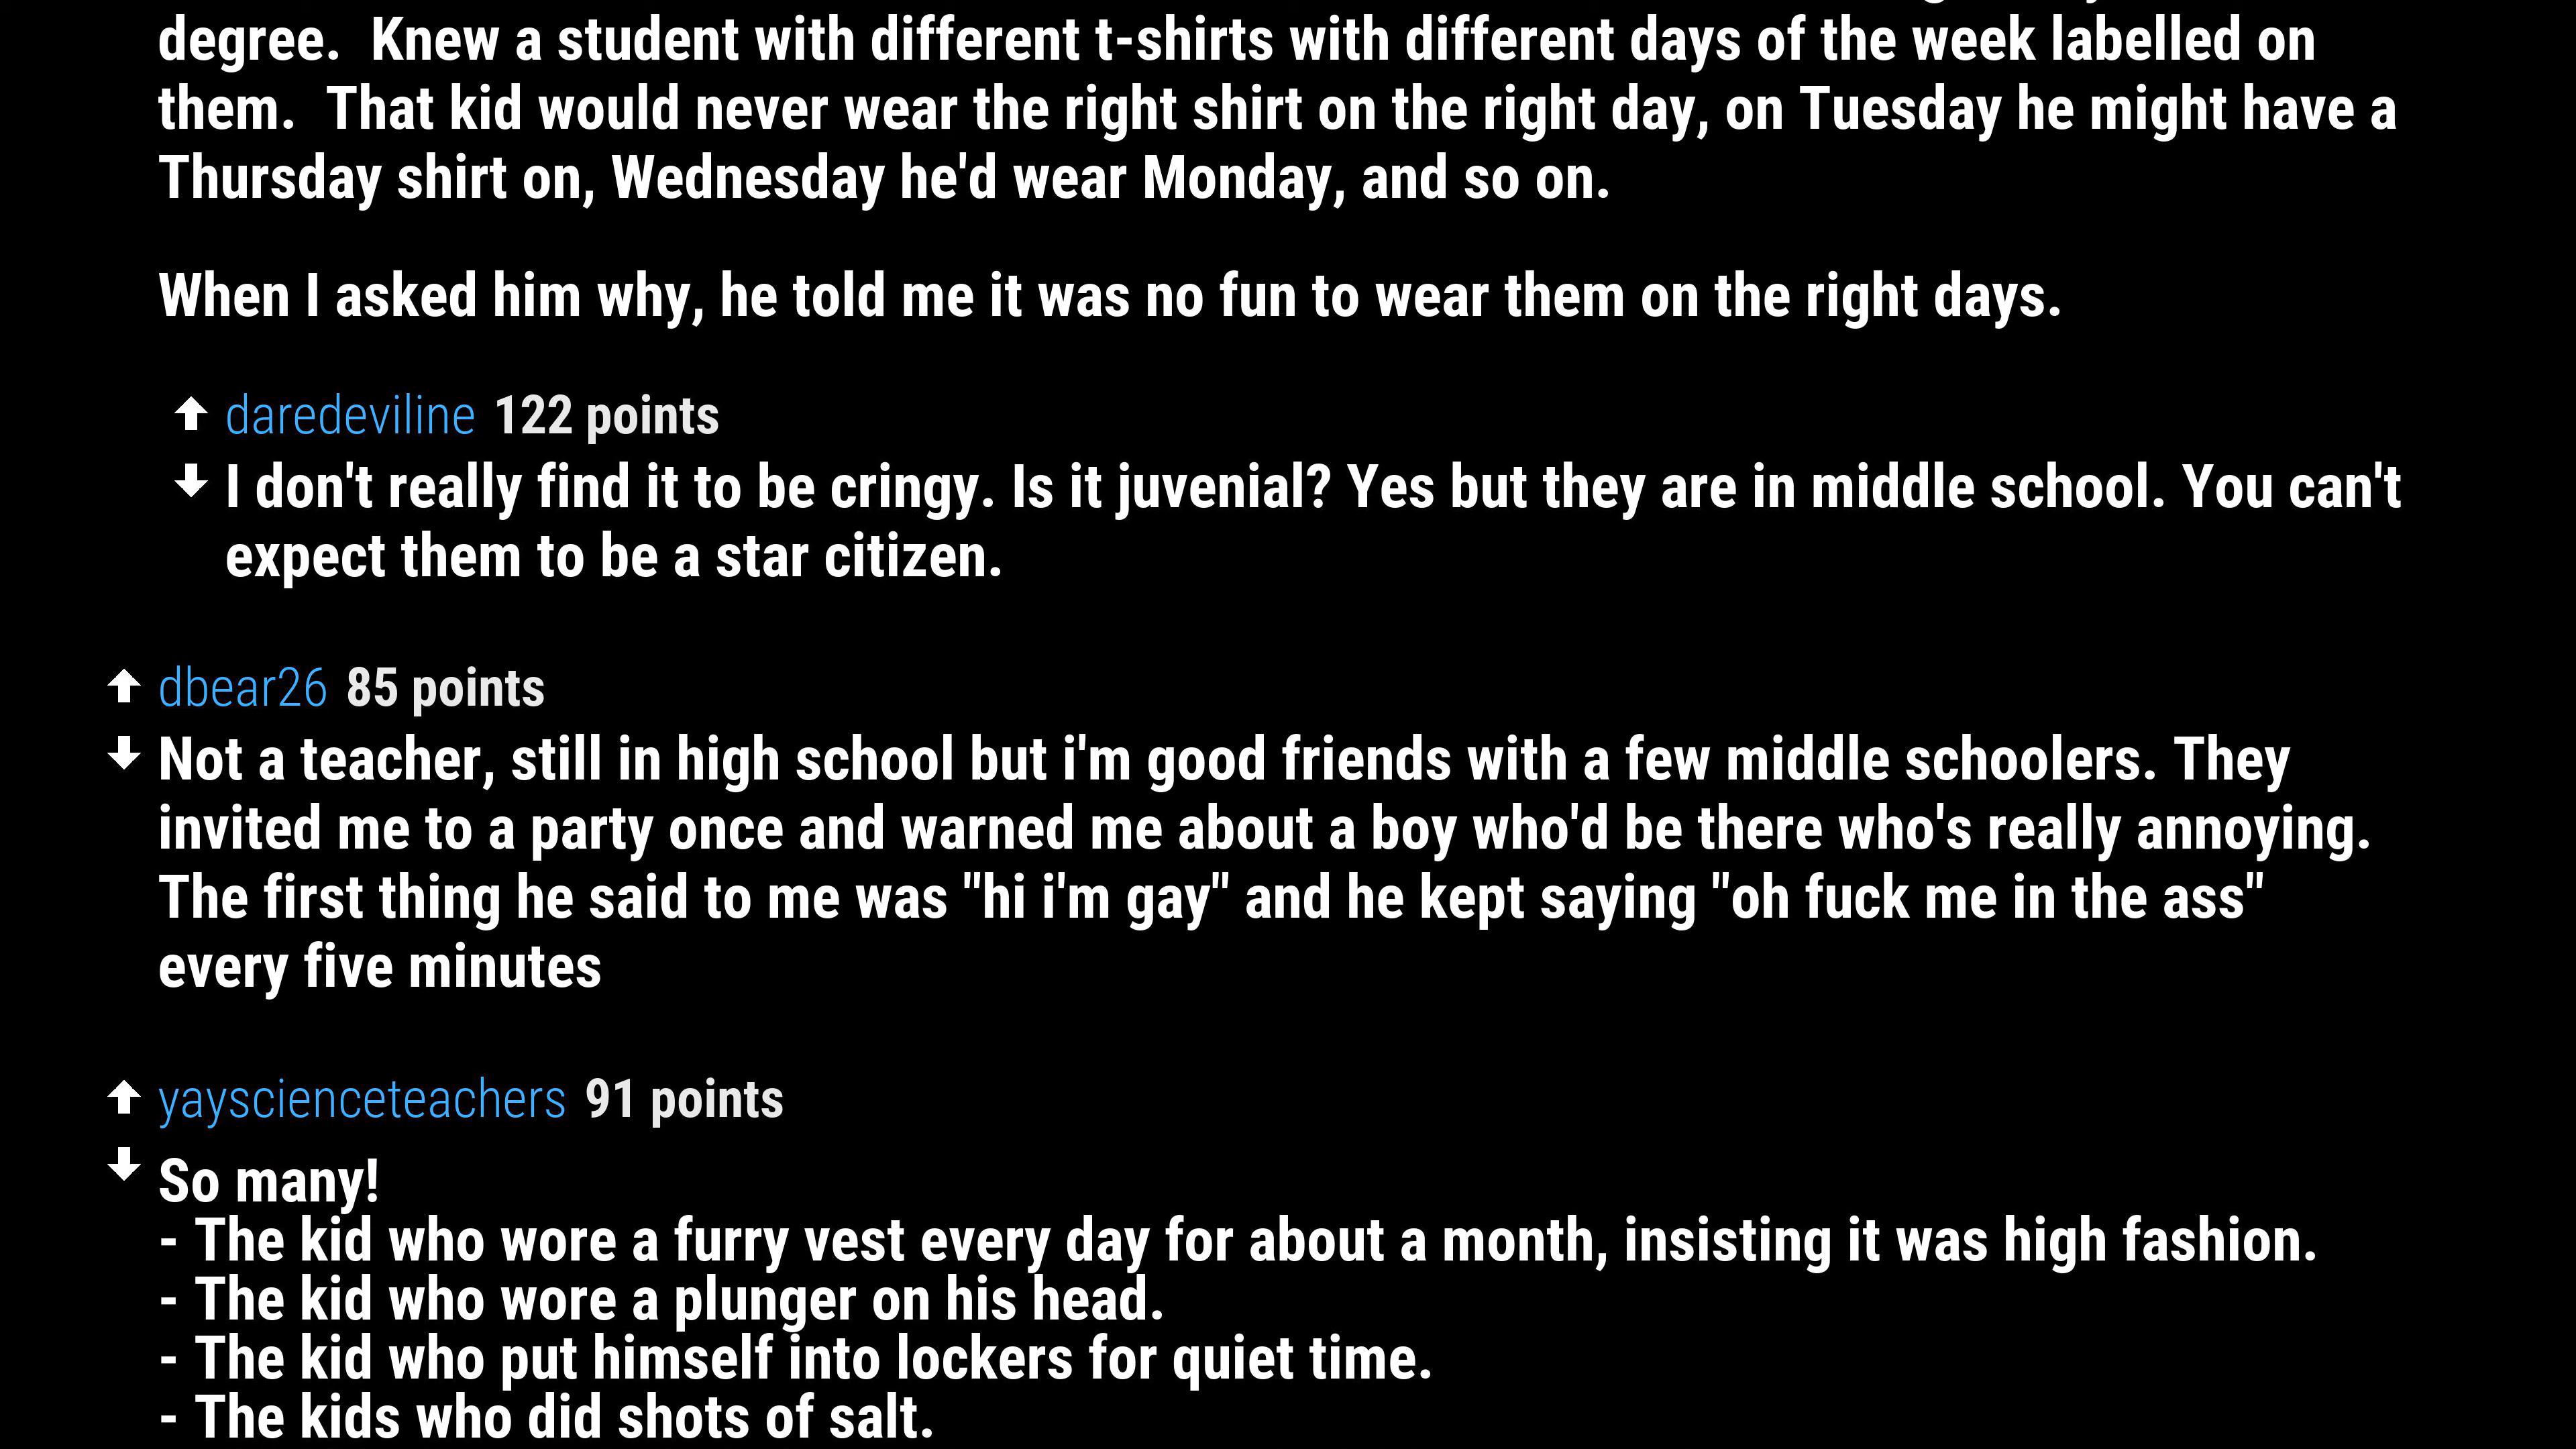 degree.  Knew a student with different t-shirts with different days of the week labelled on
them.  That kid would never wear the right shirt on the right day, on Tuesday he might have a
Thursday shirt on, Wednesday he'd wear Monday, and so on.
When I asked him why, he told me it was no fun to wear them on the right days.
daredeviline 122 points
I don't really find it to be cringy. Is it juvenial? Yes but they are in middle school. You can't
expect them to be a star citizen.
dbear26 85 points
Not a teacher, still in high school but i'm good friends with a few middle schoolers. They
invited me to a party once and warned me about a boy who'd be there who's really annoying.
The first thing he said to me was "hi i'm gay" and he kept saying "oh fuck me in the ass"
every five minutes
yayscienceteachers 91 points
So many!
- The kid who wore a furry vest every day for about a month, insisting it was high fashion.
- The kid who wore a plunger on his head.
- The kid who put himself into lockers for quiet time.
- The kids who did shots of salt.